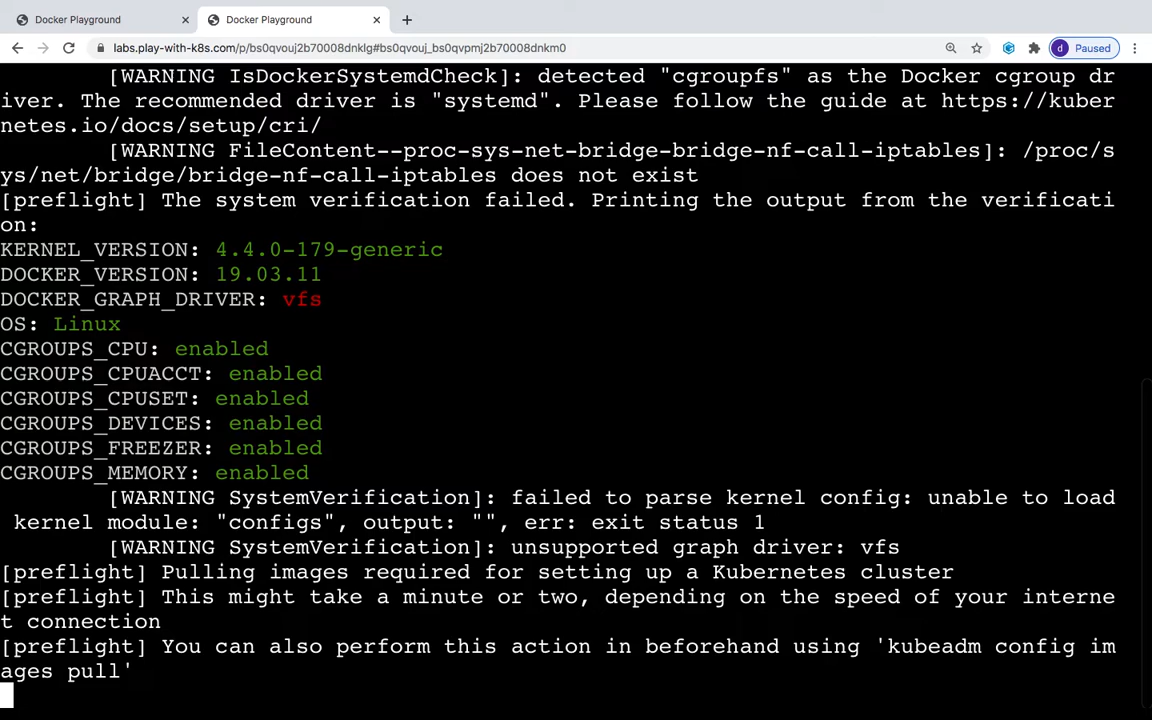 Docker Playground
Docker Playground
labs.play-with-k8s.com/p/bs0qvouj2b70008dnklg#bs0qvouj_bs0qvpmj2b70008dnkm0
d Paused
[WARNING IsDockerSystemdCheck]: detected "cgroupfs" as the Docker cgroup dr
iver. The recommended driver is "systemd". Please follow the guide at https://kuber
netes.io/docs/setup/cri/
[WARNING FileContent--proc-sys-net-bridge-bridge-nf-call-iptables]: /proc/s
ys/net/bridge/bridge-nf-call-iptables does not exist
[preflight] The system verification failed. Printing the output from the verificati
on:
KERNEL_VERSION: 4.4.0-179-generic
DOCKER_VERSION: 19.03.11
DOCKER_GRAPH_DRIVER: vfs
OS: Linux
CGROUPS_CPU: enabled
CGROUPS_CPUACCT: enabled
CGROUPS_CPUSET: enabled
CGROUPS_DEVICES: enabled
CGROUPS_FREEZER: enabled
CGROUPS_MEMORY: enabled
[WARNING SystemVerification]: failed to parse kernel config: unable to load
kernel module: "configs", output: "", err: exit status 1
[WARNING SystemVerification]: unsupported graph driver: vfs
[preflight] Pulling images required for setting up a Kubernetes cluster
[preflight] This might take a minute or two, depending on the speed of your interne
t connection
[preflight] You can also perform this action in beforehand using 'kubeadm config im
ages pull'